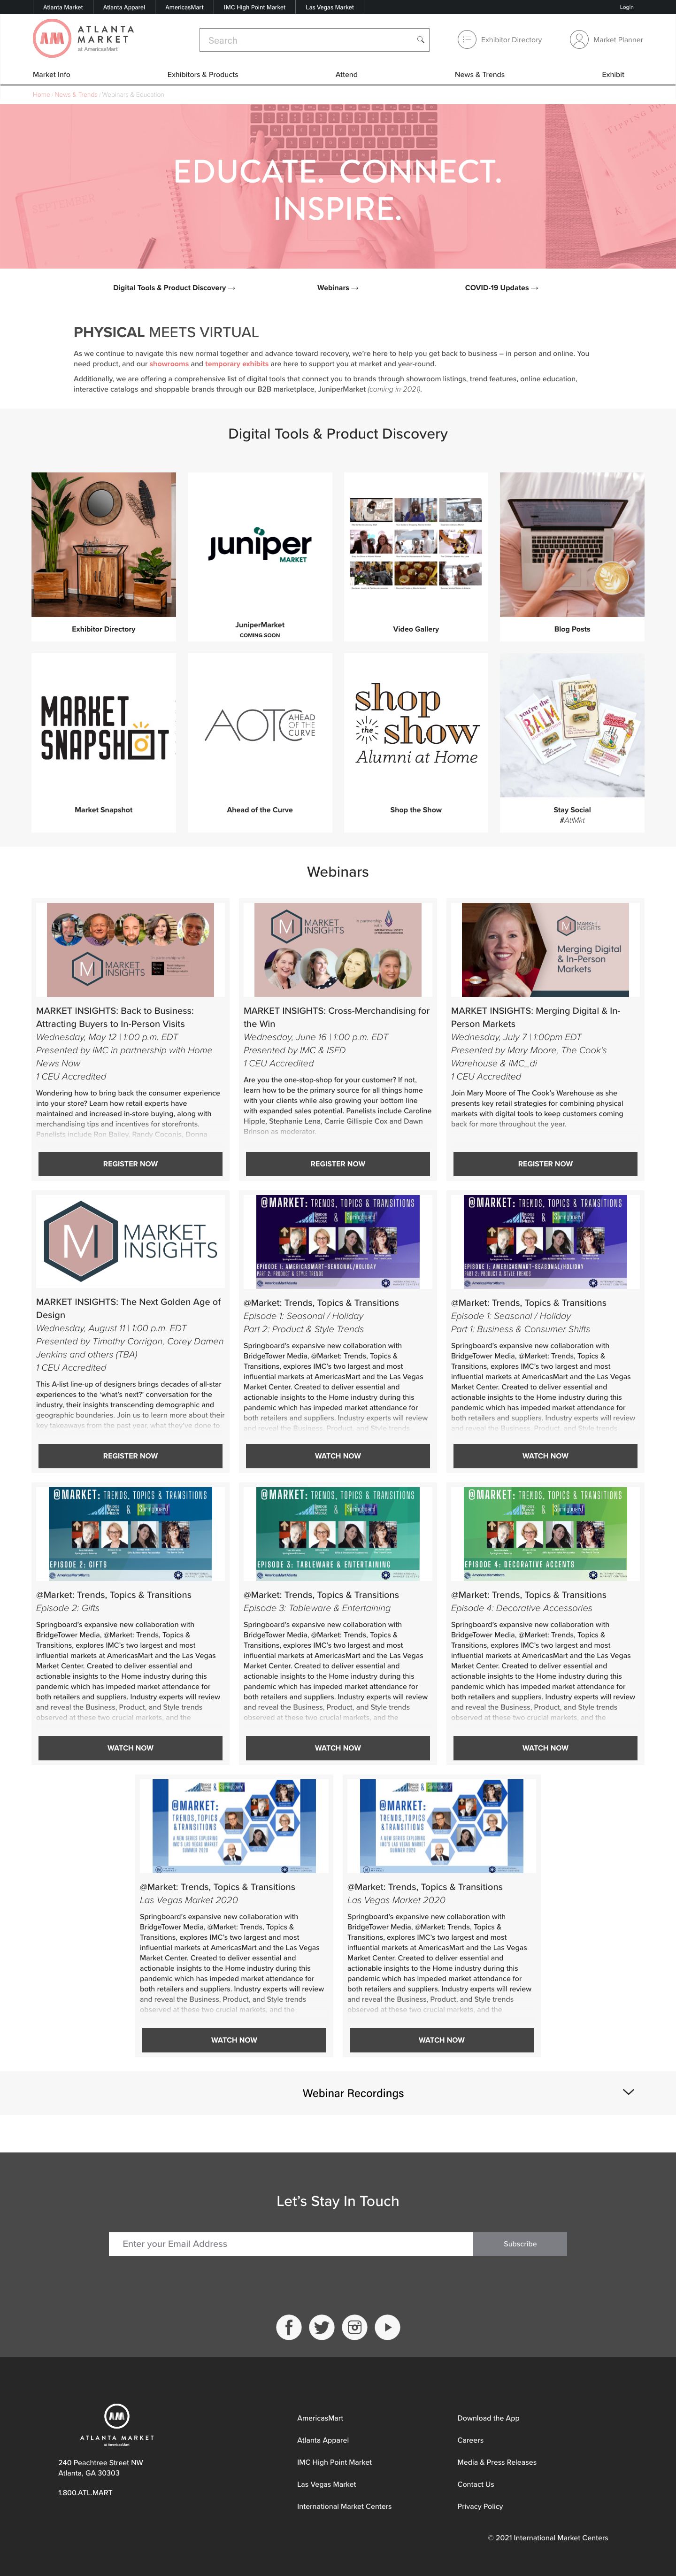 Atlanta Market
Atlanta Apparel
AmericasMart
IMC High Point Market
Las Vegas Market
Login
AM
ATLANTA
MARKET
at AmericasMart
Search
Exhibitor Directory
Market Planner
Market Info
Exhibitors & Products
Attend
News & Trends
Exhibit
Home / News & Trends / Webinars & Education
EDUCATE. CONNECT.
INSPIRE.
Digital Tools & Product Discovery →
Webinars →
COVID-19 Updates →
PHYSICAL MEETS VIRTUAL
As we continue to navigate this new normal together and advance toward recovery, we're here to help you get back to business – in person and online. You
need product, and our showrooms and temporary exhibits are here to support you at market and year-round.
Additionally, we are offering a comprehensive list of digital tools that connect you to brands through showroom listings, trend features, online education,
interactive catalogs and shoppable brands through our B2B marketplace, JuniperMarket (coming in 2021).
Digital Tools & Product Discovery
Exhibitor Directory
juniper
MARKET
JuniperMarket
COMING SOON
Video Gallery
Blog Posts
MARKET
SNAPSHOT
Market Snapshot
AOTC AHEAD
OF THE
CURVE
Ahead of the Curve
shop
the show
Alumni at Home
Shop the Show
you're the
BALM
Stay Social
#AtlMkt
Webinars
M MARKET
INSIGHTS
MARKET INSIGHTS: Back to Business:
Attracting Buyers to In-Person Visits
Wednesday, May 12 | 1:00 p.m. EDT
Presented by IMC in partnership with Home
News Now
1 CEU Accredited
Wondering how to bring back the consumer experience
into your store? Learn how retail experts have
maintained and increased in-store buying, along with
merchandising tips and incentives for storefronts.
Panelists include Ron Bailey, Randy Coconis, Donna
REGISTER NOW
M MARKET
INSIGHTS
MARKET INSIGHTS: Cross-Merchandising for
the Win
Wednesday, June 16 | 1:00 p.m. EDT
Presented by IMC & ISFD
1 CEU Accredited
Are you the one-stop-shop for your customer? If not,
learn how to be the primary source for all things home
with your clients while also growing your bottom line
with expanded sales potential. Panelists include Caroline
Hipple, Stephanie Lena, Carrie Gillispie Cox and Dawn
Brinson as moderator.
REGISTER NOW
M MARKET
INSIGHTS
Merging Digital
& In-Person
Markets
MARKET INSIGHTS: Merging Digital & In-
Person Markets
Wednesday, July 7 | 1:00pm EDT
Presented by Mary Moore, The Cook's
Warehouse & IMC_di
1 CEU Accredited
Join Mary Moore of The Cook's Warehouse as she
presents key retail strategies for combining physical
markets with digital tools to keep customers coming
back for more throughout the year.
REGISTER NOW
M MARKET
INSIGHTS
MARKET INSIGHTS: The Next Golden Age of
Design
Wednesday, August 11 | 1:00 p.m. EDT
Presented by Timothy Corrigan, Corey Damen
Jenkins and others (TBA)
1 CEU Accredited
This A-list line-up of designers brings decades of all-star
experiences to the 'what's next?' conversation for the
industry, their insights transcending demographic and
geographic boundaries. Join us to learn more about their
key takeaways from the past year, what they've done to
REGISTER NOW
@MARKET: TRENDS, TOPICS & TRANSITIONS
EPISODE 1: AMERICASMART-SEASONAL/HOLIDAY
PART 2: PRODUCT & STYLE TRENDS
@Market: Trends, Topics & Transitions
Episode 1: Seasonal / Holiday
Part 2: Product & Style Trends
Springboard's expansive new collaboration with
BridgeTower Media, @Market: Trends, Topics &
Transitions, explores IMC's two largest and most
influential markets at AmericasMart and the Las Vegas
Market Center. Created to deliver essential and
actionable insights to the Home industry during this
pandemic which has impeded market attendance for
both retailers and suppliers. Industry experts will review
and reveal the Business, Product, and Style trends
WATCH NOW
@MARKET: TRENDS, TOPICS & TRANSITIONS
EPISODE 1: AMERICASMART-SEASONAL/HOLIDAY
PART 2: PRODUCT & STYLE TRENDS
@Market: Trends, Topics & Transitions
Episode 1: Seasonal / Holiday
Part 1: Business & Consumer Shifts
Springboard's expansive new collaboration with
BridgeTower Media, @Market: Trends, Topics &
Transitions, explores IMC's two largest and most
influential markets at AmericasMart and the Las Vegas
Market Center. Created to deliver essential and
actionable insights to the Home industry during this
pandemic which has impeded market attendance for
both retailers and suppliers. Industry experts will review
and reveal the Business, Product, and Style trends
WATCH NOW
@MARKET: TRENDS, TOPICS & TRANSITIONS
EPISODE 2: GIFTS
@Market: Trends, Topics & Transitions
Episode 2: Gifts
Springboard's expansive new collaboration with
BridgeTower Media, @Market: Trends, Topics &
Transitions, explores IMC's two largest and most
influential markets at AmericasMart and the Las Vegas
Market Center. Created to deliver essential and
actionable insights to the Home industry during this
pandemic which has impeded market attendance for
both retailers and suppliers. Industry experts will review
and reveal the Business, Product, and Style trends
observed at these two crucial markets, and the
WATCH NOW
@MARKET: TRENDS, TOPICS & TRANSITIONS
EPISODE 3: TABLEWARE & ENTERTAINING
@Market: Trends, Topics & Transitions
Episode 3: Tableware & Entertaining
Springboard's expansive new collaboration with
BridgeTower Media, @Market: Trends, Topics &
Transitions, explores IMC's two largest and most
influential markets at AmericasMart and the Las Vegas
Market Center. Created to deliver essential and
actionable insights to the Home industry during this
pandemic which has impeded market attendance for
both retailers and suppliers. Industry experts will review
and reveal the Business, Product, and Style trends
observed at these two crucial markets, and the
WATCH NOW
@MARKET: TRENDS, TOPICS & TRANSITIONS
EPISODE 4: DECORATIVE ACCENTS
@Market: Trends, Topics & Transitions
Episode 4: Decorative Accessories
Springboard's expansive new collaboration with
BridgeTower Media, @Market: Trends, Topics &
Transitions, explores IMC's two largest and most
influential markets at AmericasMart and the Las Vegas
Market Center. Created to deliver essential and
actionable insights to the Home industry during this
pandemic which has impeded market attendance for
both retailers and suppliers. Industry experts will review
and reveal the Business, Product, and Style trends
observed at these two crucial markets, and the
WATCH NOW
@MARKET:
TRENDS, TOPICS
& TRANSITIONS
A NEW SERIES EXPLORING
IMC'S LAS VEGAS MARKET
SUMMER 2020
@Market: Trends, Topics & Transitions
Las Vegas Market 2020
Springboard's expansive new collaboration with
BridgeTower Media, @Market: Trends, Topics &
Transitions, explores IMC's two largest and most
influential markets at AmericasMart and the Las Vegas
Market Center. Created to deliver essential and
actionable insights to the Home industry during this
pandemic which has impeded market attendance for
both retailers and suppliers. Industry experts will review
and reveal the Business, Product, and Style trends
observed at these two crucial markets, and the
WATCH NOW
@MARKET:
TRENDS, TOPICS
& TRANSITIONS
A NEW SERIES EXPLORING
IMC'S LAS VEGAS MARKET
SUMMER 2020
@Market: Trends, Topics & Transitions
Las Vegas Market 2020
Springboard's expansive new collaboration with
BridgeTower Media, @Market: Trends, Topics &
Transitions, explores IMC's two largest and most
influential markets at AmericasMart and the Las Vegas
Market Center. Created to deliver essential and
actionable insights to the Home industry during this
pandemic which has impeded market attendance for
both retailers and suppliers. Industry experts will review
and reveal the Business, Product, and Style trends
observed at these two crucial markets, and the
WATCH NOW
Webinar Recordings
Let's Stay In Touch
Enter your Email Address
Subscribe
AM
ATLANTA MARKET
at AmericasMart
240 Peachtree Street NW
Atlanta, GA 30303
1.800.ATL.MART
AmericasMart
Atlanta Apparel
IMC High Point Market
Las Vegas Market
International Market Centers
Download the App
Careers
Media & Press Releases
Contact Us
Privacy Policy
© 2021 International Market Centers